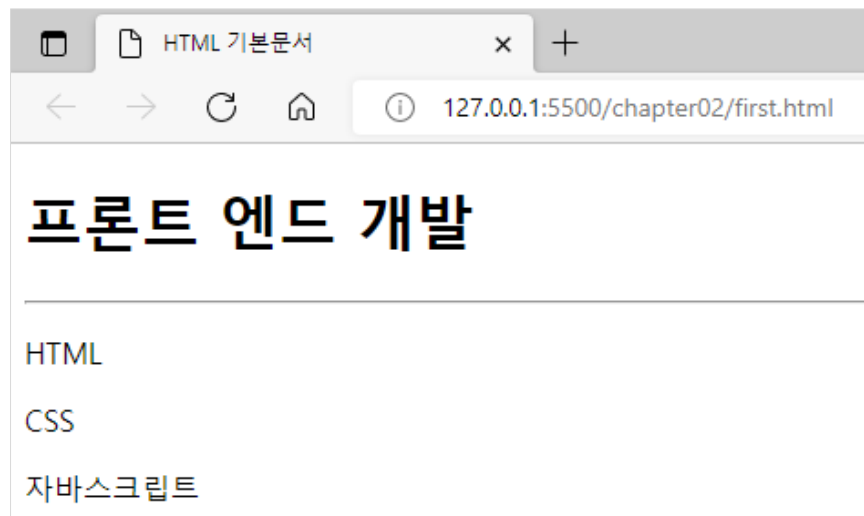 HTML 기본문서
127.0.0.1:5500/chapter02/first.html
프론트 엔드 개발
HTML
CSS
자바스크립트